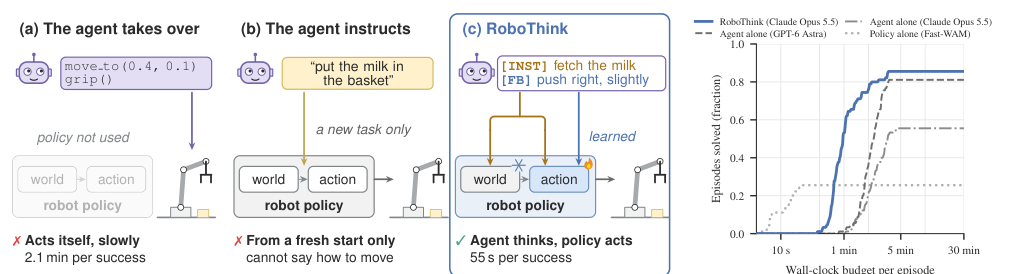 (a) The agent takes over
move_to(0.4, 0.1)
grip()
policy not used
world
action
robot policy
✗ Acts itself, slowly
2.1 min per success
(b) The agent instructs
“put the milk in
the basket”
a new task only
world
action
robot policy
✗ From a fresh start only
cannot say how to move
(c) RoboThink
[INST] fetch the milk
[FB] push right, slightly
learned
world
action
robot policy
✓ Agent thinks, policy acts
55 s per success
RoboThink (Claude Opus 5.5)
Agent alone (GPT-6 Astra)
Agent alone (Claude Opus 5.5)
Policy alone (Fast-WAM)
Episodes solved (fraction)
1.0
0.8
0.6
0.4
0.2
0.0
10 s
1 min
5 min
30 min
Wall-clock budget per episode